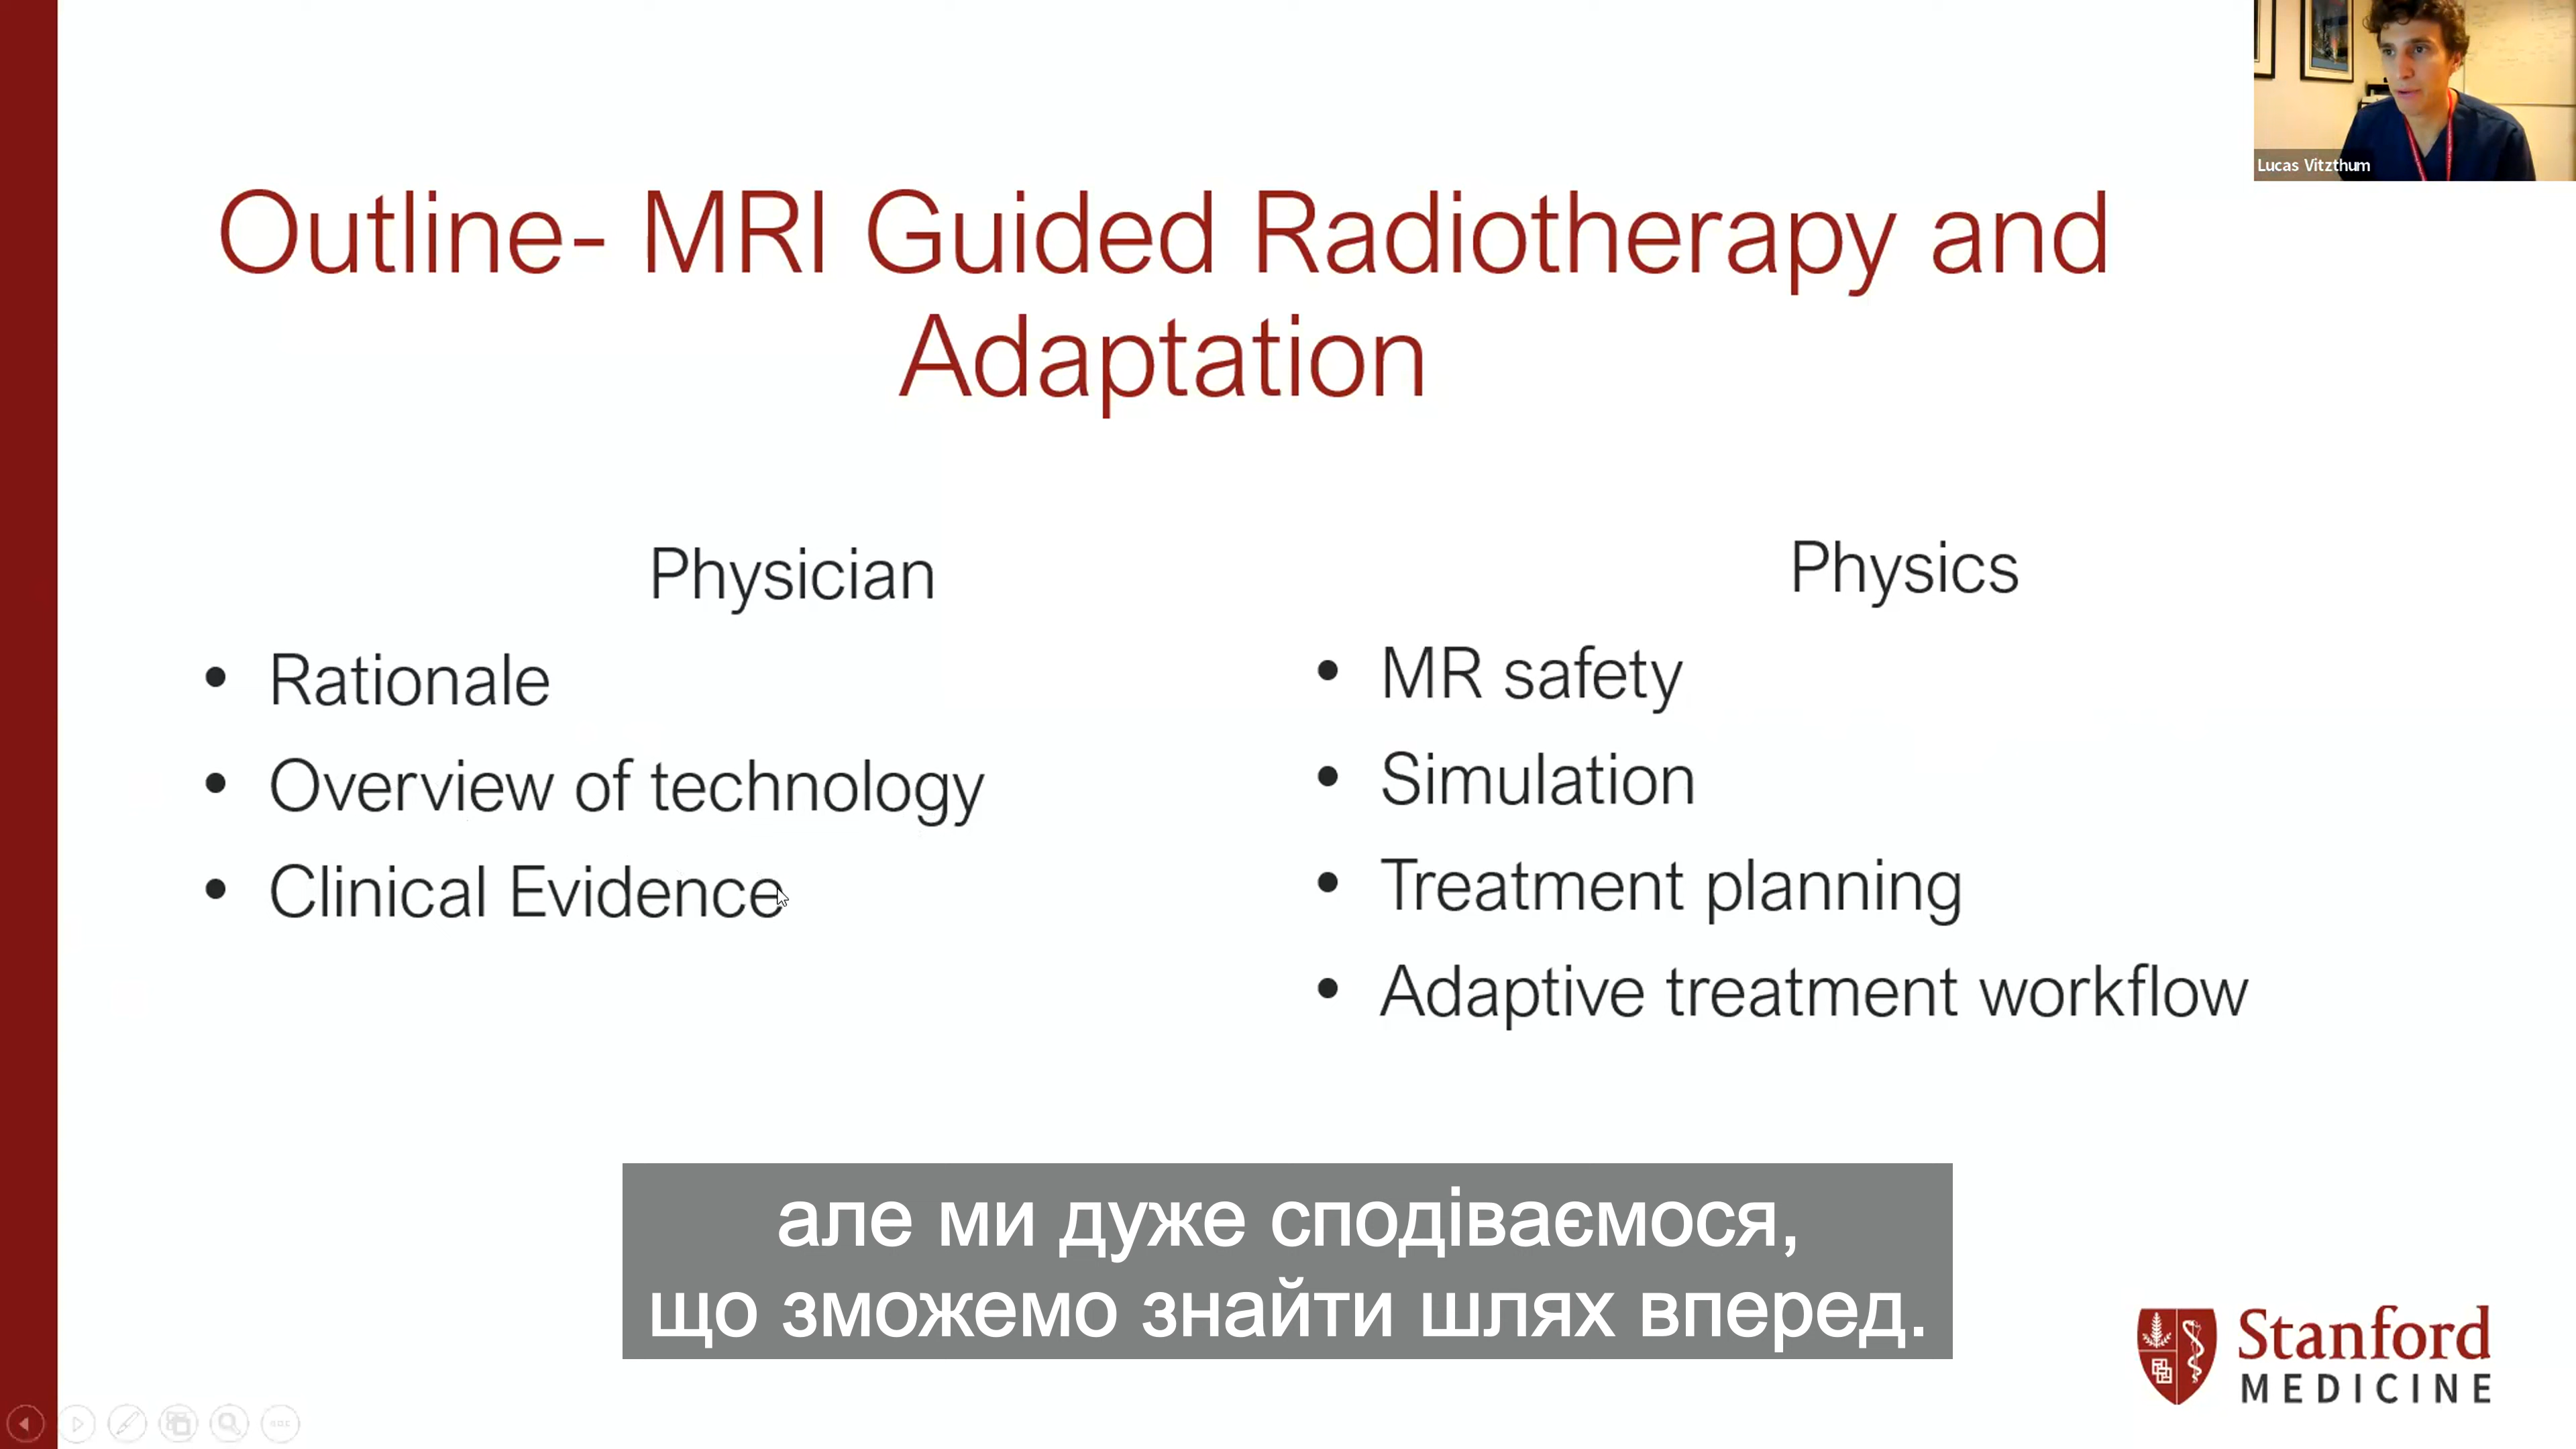 Lucas Vitzthum
Outline- MRI Guided Radiotherapy and
Adaptation
Physician
• Rationale
• Overview of technology
• Clinical Evidence
Physics
• MR safety
• Simulation
• Treatment planning
• Adaptive treatment workflow
але ми дуже сподіваємося,
що зможемо знайти шлях вперед.
Stanford
MEDICINE